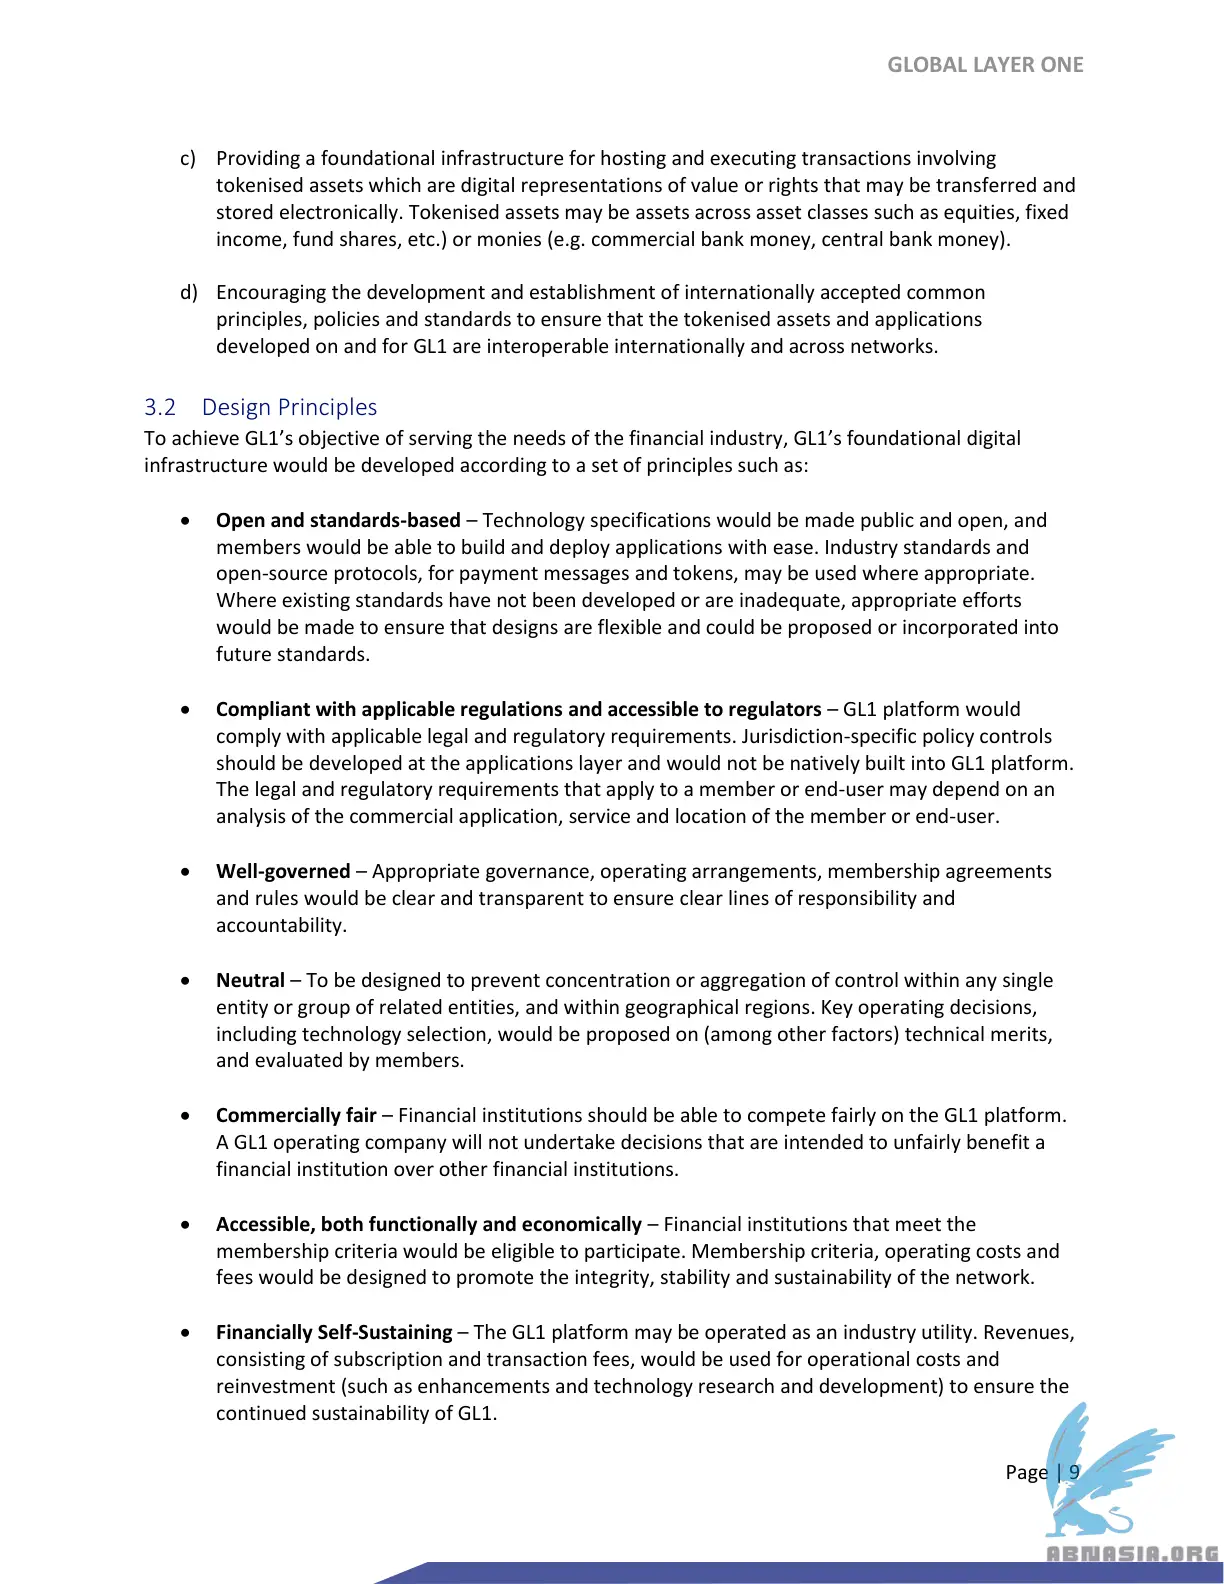 GLOBAL LAYER ONE
c) Providing a foundational infrastructure for hosting and executing transactions involving
tokenised assets which are digital representations of value or rights that may be transferred and
stored electronically. Tokenised assets may be assets across asset classes such as equities, fixed
income, fund shares, etc.) or monies (e.g. commercial bank money, central bank money).
d) Encouraging the development and establishment of internationally accepted common
principles, policies and standards to ensure that the tokenised assets and applications
developed on and for GL1 are interoperable internationally and across networks.
3.2 Design Principles
To achieve GL1’s objective of serving the needs of the financial industry, GL1’s foundational digital
infrastructure would be developed according to a set of principles such as:
• Open and standards-based – Technology specifications would be made public and open, and
members would be able to build and deploy applications with ease. Industry standards and
open-source protocols, for payment messages and tokens, may be used where appropriate.
Where existing standards have not been developed or are inadequate, appropriate efforts
would be made to ensure that designs are flexible and could be proposed or incorporated into
future standards.
• Compliant with applicable regulations and accessible to regulators – GL1 platform would
comply with applicable legal and regulatory requirements. Jurisdiction-specific policy controls
should be developed at the applications layer and would not be natively built into GL1 platform.
The legal and regulatory requirements that apply to a member or end-user may depend on an
analysis of the commercial application, service and location of the member or end-user.
• Well-governed – Appropriate governance, operating arrangements, membership agreements
and rules would be clear and transparent to ensure clear lines of responsibility and
accountability.
• Neutral – To be designed to prevent concentration or aggregation of control within any single
entity or group of related entities, and within geographical regions. Key operating decisions,
including technology selection, would be proposed on (among other factors) technical merits,
and evaluated by members.
• Commercially fair – Financial institutions should be able to compete fairly on the GL1 platform.
A GL1 operating company will not undertake decisions that are intended to unfairly benefit a
financial institution over other financial institutions.
• Accessible, both functionally and economically – Financial institutions that meet the
membership criteria would be eligible to participate. Membership criteria, operating costs and
fees would be designed to promote the integrity, stability and sustainability of the network.
• Financially Self-Sustaining – The GL1 platform may be operated as an industry utility. Revenues,
consisting of subscription and transaction fees, would be used for operational costs and
reinvestment (such as enhancements and technology research and development) to ensure the
continued sustainability of GL1.
Page | 9
ABNASIA.ORG